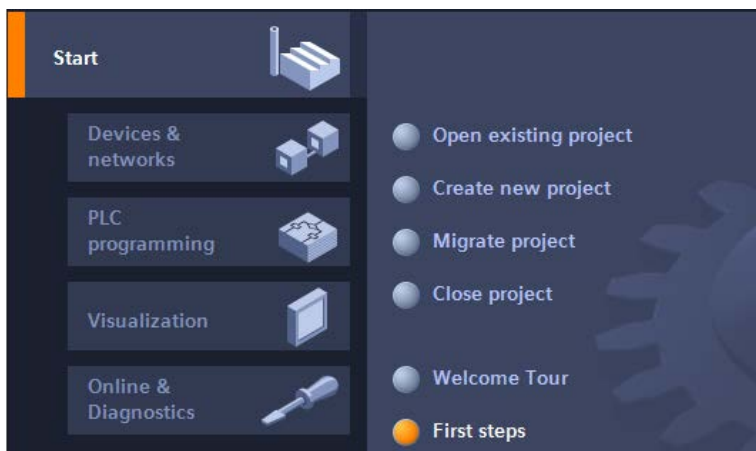 Start
Devices &
networks
PLC
programming
Visualization
Online &
Diagnostics
Open existing project
Create new project
Migrate project
Close project
Welcome Tour
First steps